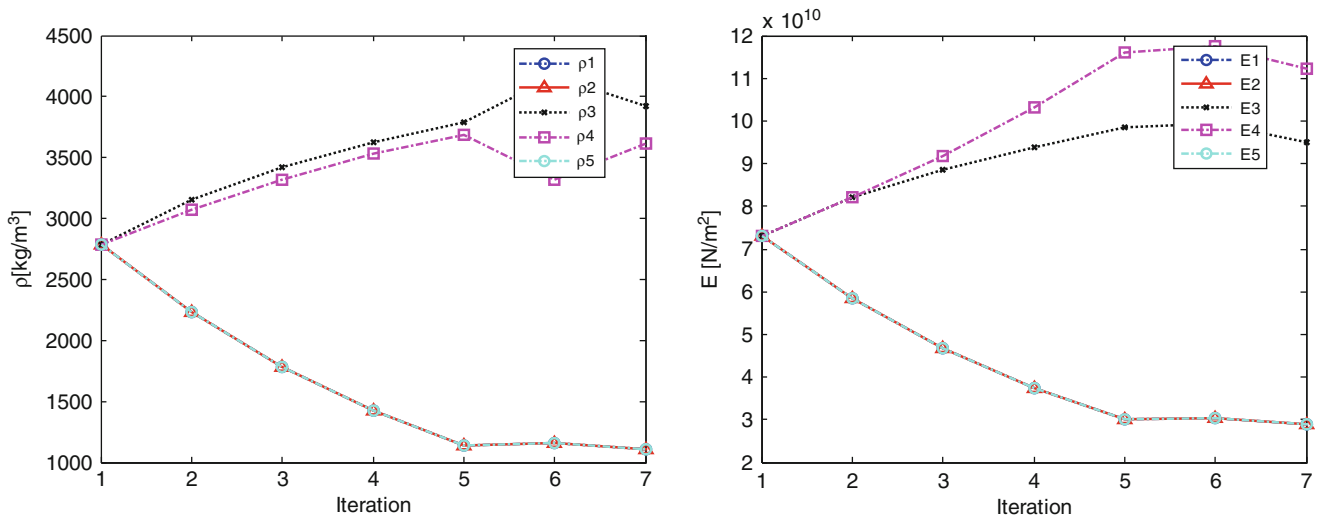 4500
4000
3500
3000
2500
2000
1500
1000
ρ[kg/m³]
1 2 3 4 5 6 7
Iteration
ρ1
ρ2
ρ3
ρ4
ρ5
x 10¹⁰
12
11
10
9
8
7
6
5
4
3
2
E [N/m²]
1 2 3 4 5 6 7
Iteration
E1
E2
E3
E4
E5